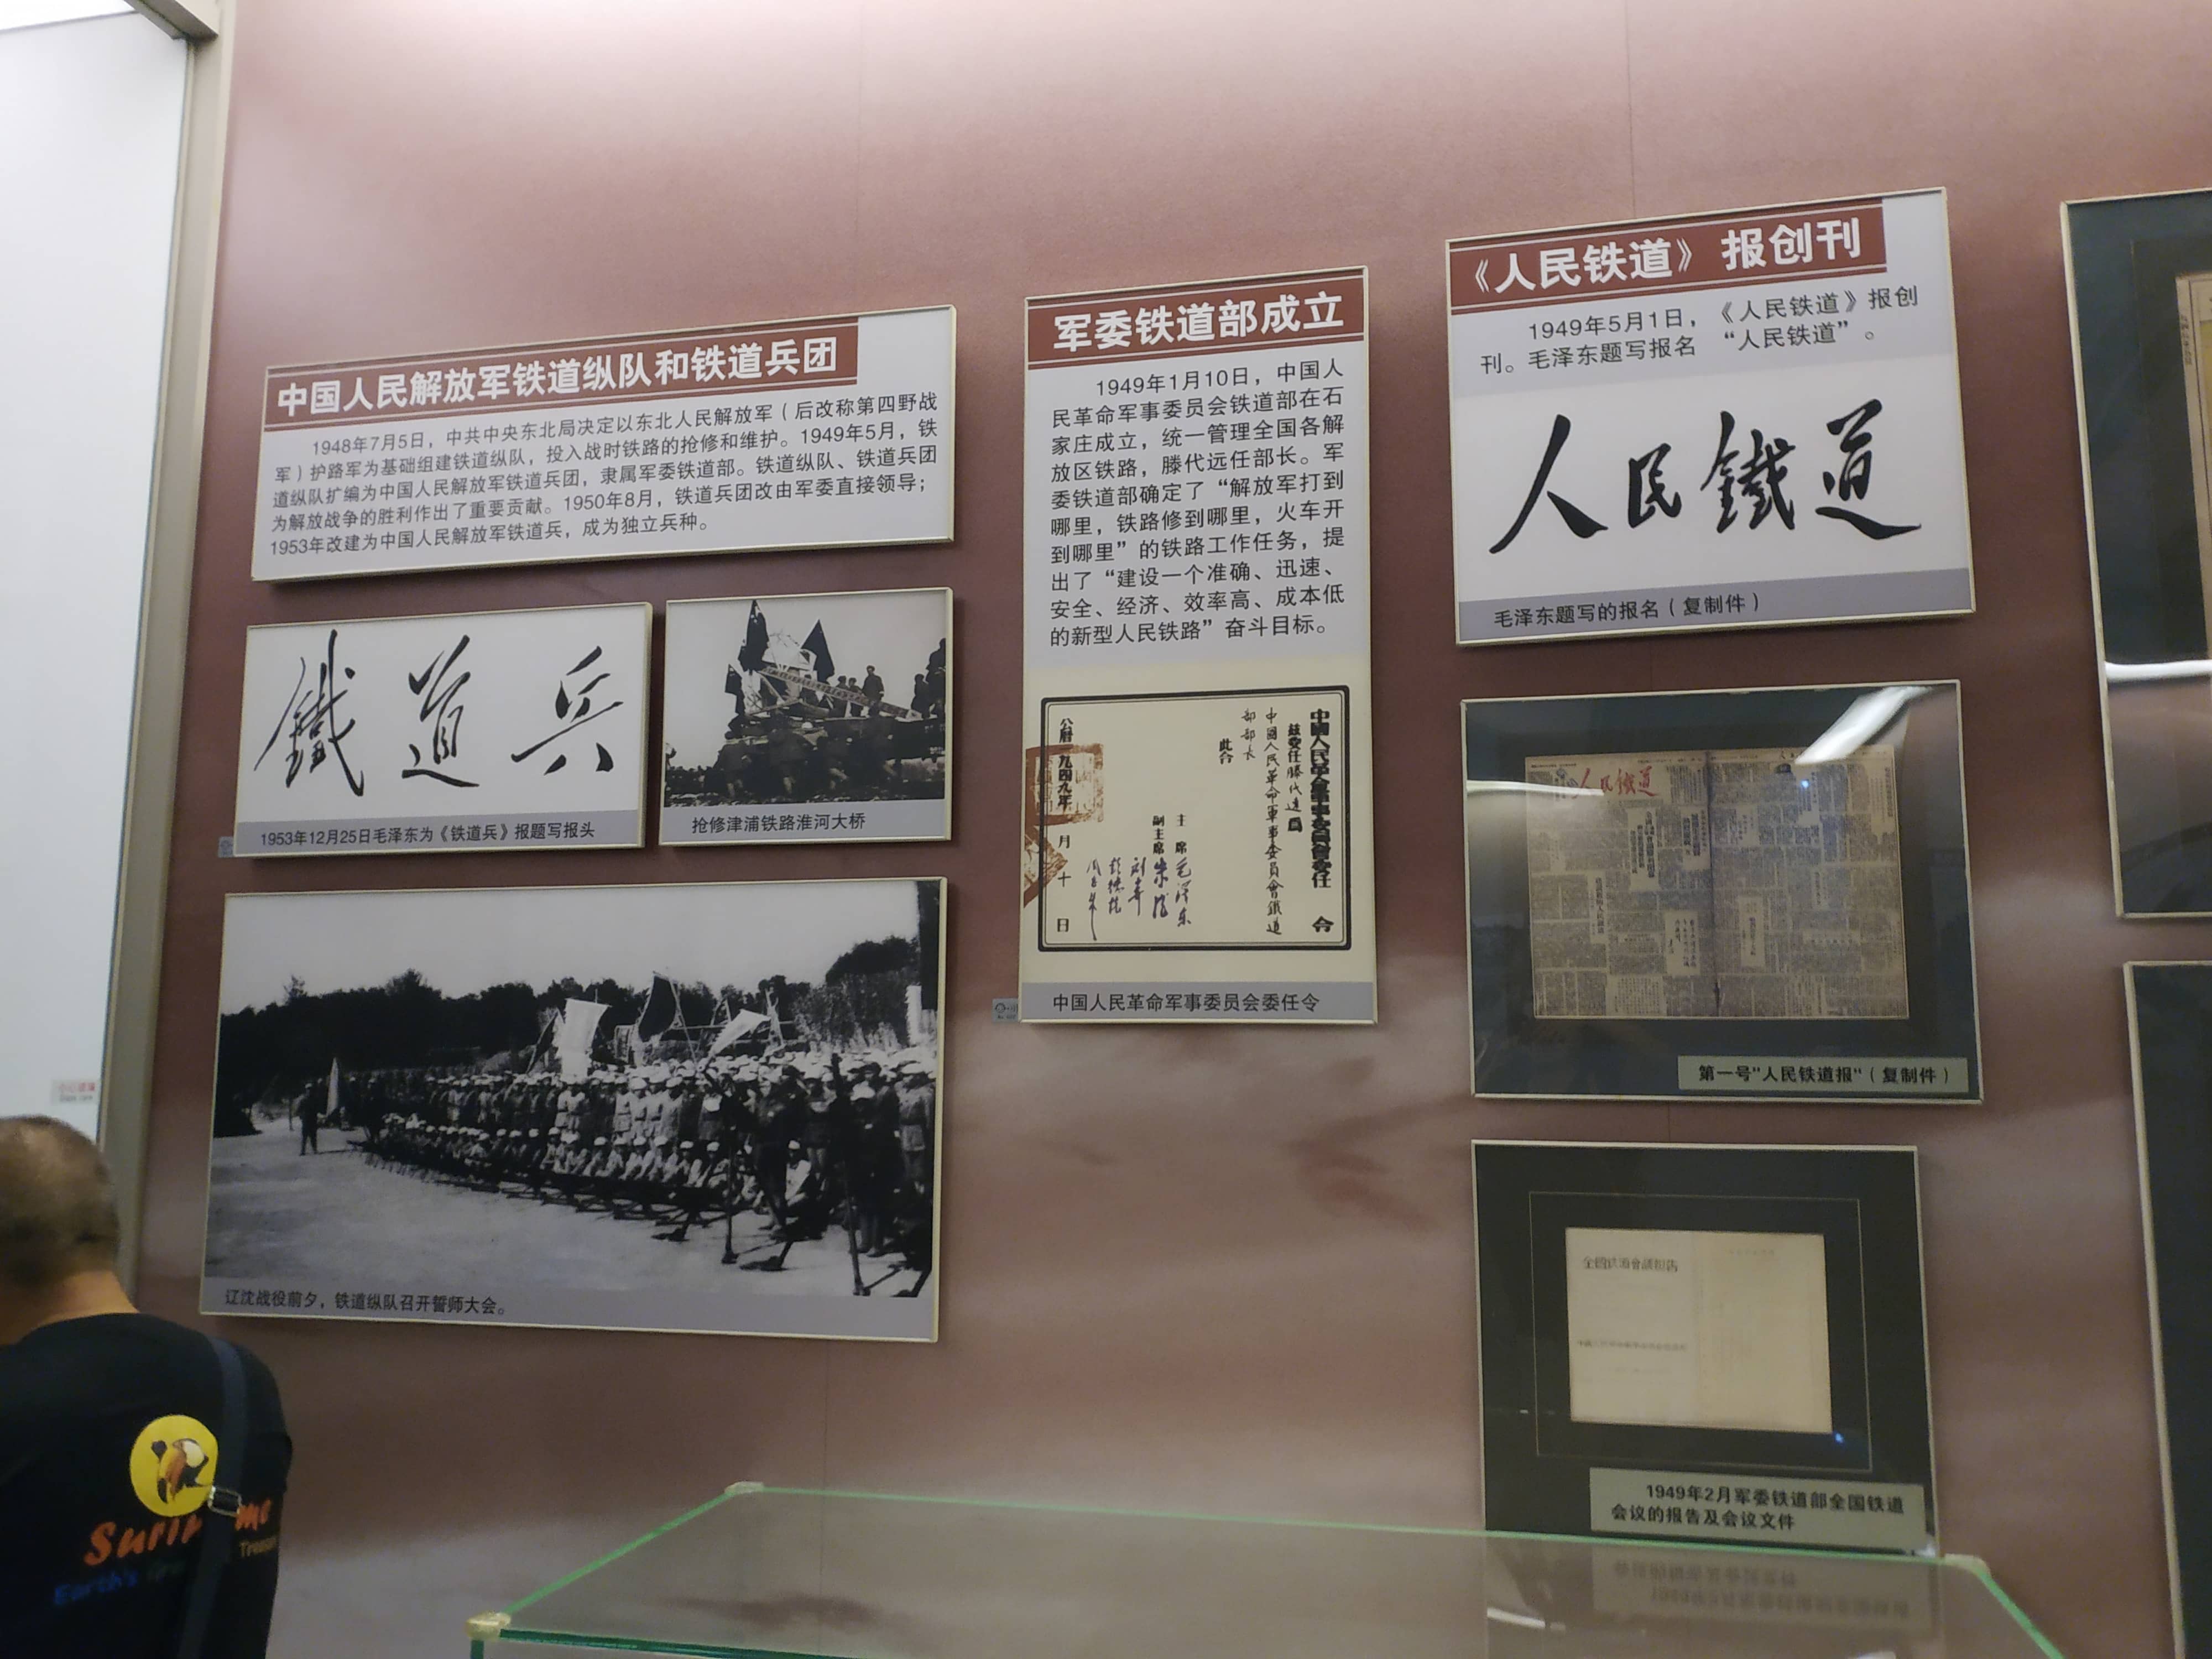 中国人民解放军铁道纵队和铁道兵团
1948年7月5日，中共中央东北局决定以东北人民解放军（后改称第四野战
军）护路军为基础组建铁道纵队，投入战时铁路的抢修和维护。1949年5月，铁
道纵队扩编为中国人民解放军铁道兵团，隶属军委铁道部。铁道纵队、铁道兵团
为解放战争的胜利作出了重要贡献。1950年8月，铁道兵团改由军委直接领导；
1953年改建为中国人民解放军铁道兵，成为独立兵种。
鐵道兵
1953年12月25日毛泽东为《铁道兵》报题写报头
抢修津浦铁路淮河大桥
辽沈战役前夕，铁道纵队召开誓师大会。
军委铁道部成立
1949年1月10日，中国人
民革命军事委员会铁道部在石
家庄成立，统一管理全国各解
放区铁路，滕代远任部长。军
委铁道部确定了“解放军打到
哪里，铁路修到哪里，火车开
到哪里”的铁路工作任务，提
出了“建设一个准确、迅速、
安全、经济、效率高、成本低
的新型人民铁路”奋斗目标。
中國人民革命軍事委員會委任令
茲委任滕代遠爲
中國人民革命軍事委員會鐵道
部部长
此令
主席毛泽东
副主席朱德
刘少奇
彭德怀
周恩来
公曆一九四九年一月十日
中国人民革命军事委员会委任令
《人民铁道》报创刊
1949年5月1日，《人民铁道》报创
刊。毛泽东题写报名“人民铁道”。
人民鐵道
毛泽东题写的报名（复制件）
人民鐵道
第一号"人民铁道报"（复制件）
全國铁道會議报告
1949年2月军委铁道部全国铁道
会议的报告及会议文件
Earth's